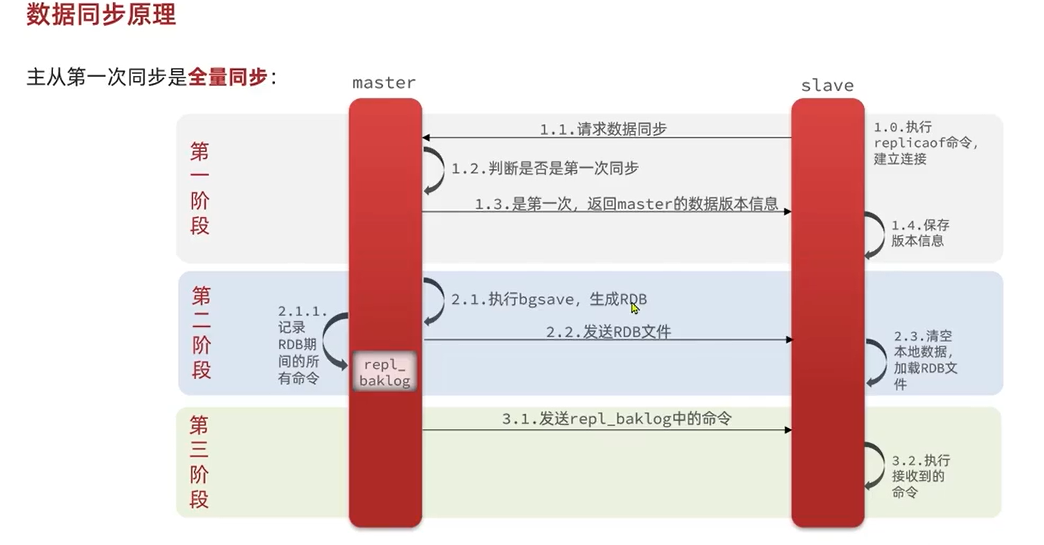 数据同步原理
主从第一次同步是全量同步：
master
slave
第一阶段
1.0.执行
replicaof命令，
建立连接
1.1.请求数据同步
1.2.判断是否是第一次同步
1.3.是第一次，返回master的数据版本信息
1.4.保存
版本信息
第二阶段
2.1.执行bgsave，生成RDB
2.1.1.
记录
RDB期
间的所
有命令
2.2.发送RDB文件
2.3.清空
本地数据，
加载RDB文
件
repl_
baklog
第三阶段
3.1.发送repl_baklog中的命令
3.2.执行
接收到的
命令